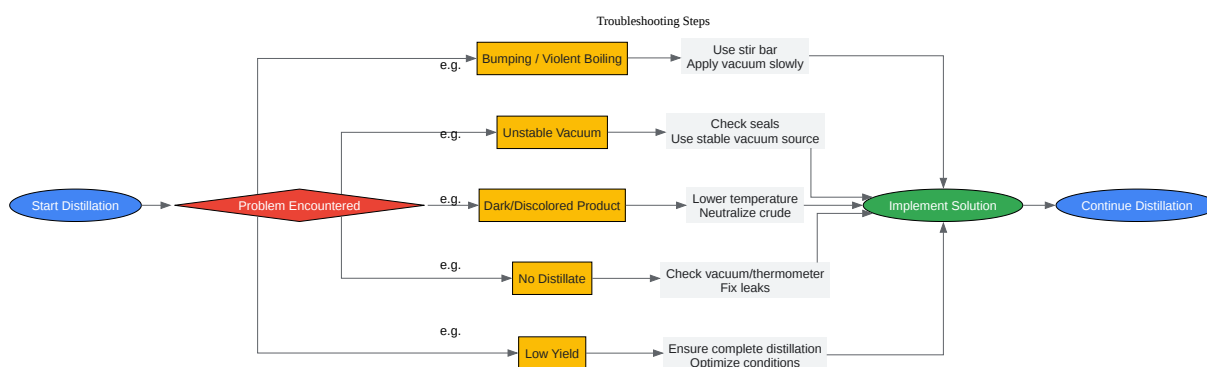 Troubleshooting Steps
e.g.
Bumping / Violent Boiling
Use stir bar
Apply vacuum slowly
e.g.
Unstable Vacuum
Check seals
Use stable vacuum source
Start Distillation
Problem Encountered
e.g.
Dark/Discolored Product
Lower temperature
Neutralize crude
Implement Solution
Continue Distillation
e.g.
No Distillate
Check vacuum/thermometer
Fix leaks
e.g.
Low Yield
Ensure complete distillation
Optimize conditions